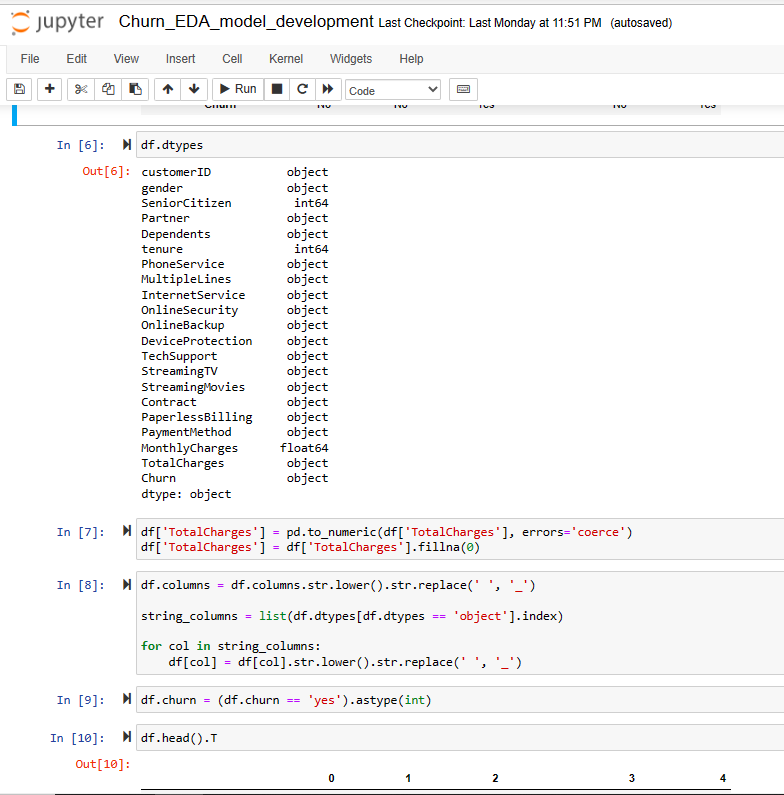 jupyter Churn_EDA_model_development Last Checkpoint: Last Monday at 11:51 PM (autosaved)
File Edit View Insert Cell Kernel Widgets Help
Run Code
Churn No No Yes No Yes
In [6]: df.dtypes
Out[6]: customerID object
gender object
SeniorCitizen int64
Partner object
Dependents object
tenure int64
PhoneService object
MultipleLines object
InternetService object
OnlineSecurity object
OnlineBackup object
DeviceProtection object
TechSupport object
StreamingTV object
StreamingMovies object
Contract object
PaperlessBilling object
PaymentMethod object
MonthlyCharges float64
TotalCharges object
Churn object
dtype: object
In [7]: df['TotalCharges'] = pd.to_numeric(df['TotalCharges'], errors='coerce')
df['TotalCharges'] = df['TotalCharges'].fillna(0)
In [8]: df.columns = df.columns.str.lower().str.replace(' ', '_')
string_columns = list(df.dtypes[df.dtypes == 'object'].index)
for col in string_columns:
df[col] = df[col].str.lower().str.replace(' ', '_')
In [9]: df.churn = (df.churn == 'yes').astype(int)
In [10]: df.head().T
Out[10]:
0 1 2 3 4